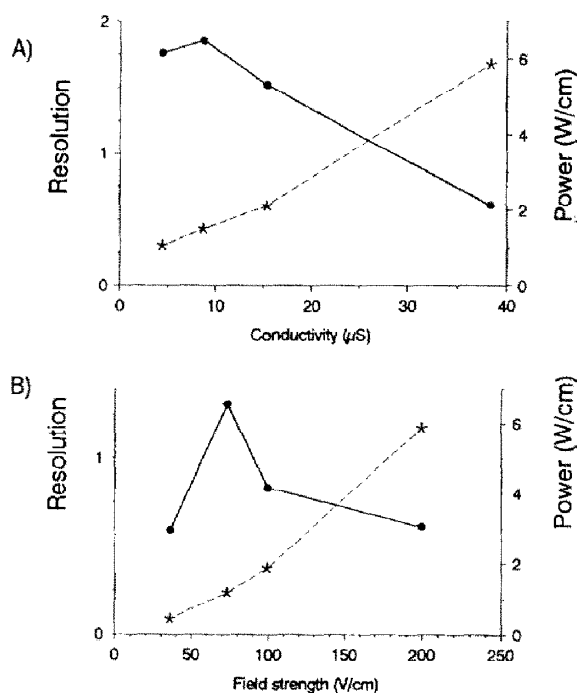 A)
2
1
0
Resolution
6
4
2
0
Power (W/cm)
0 10 20 30 40
Conductivity (µS)
B)
1
0
Resolution
6
4
2
0
Power (W/cm)
0 50 100 150 200 250
Field strength (V/cm)